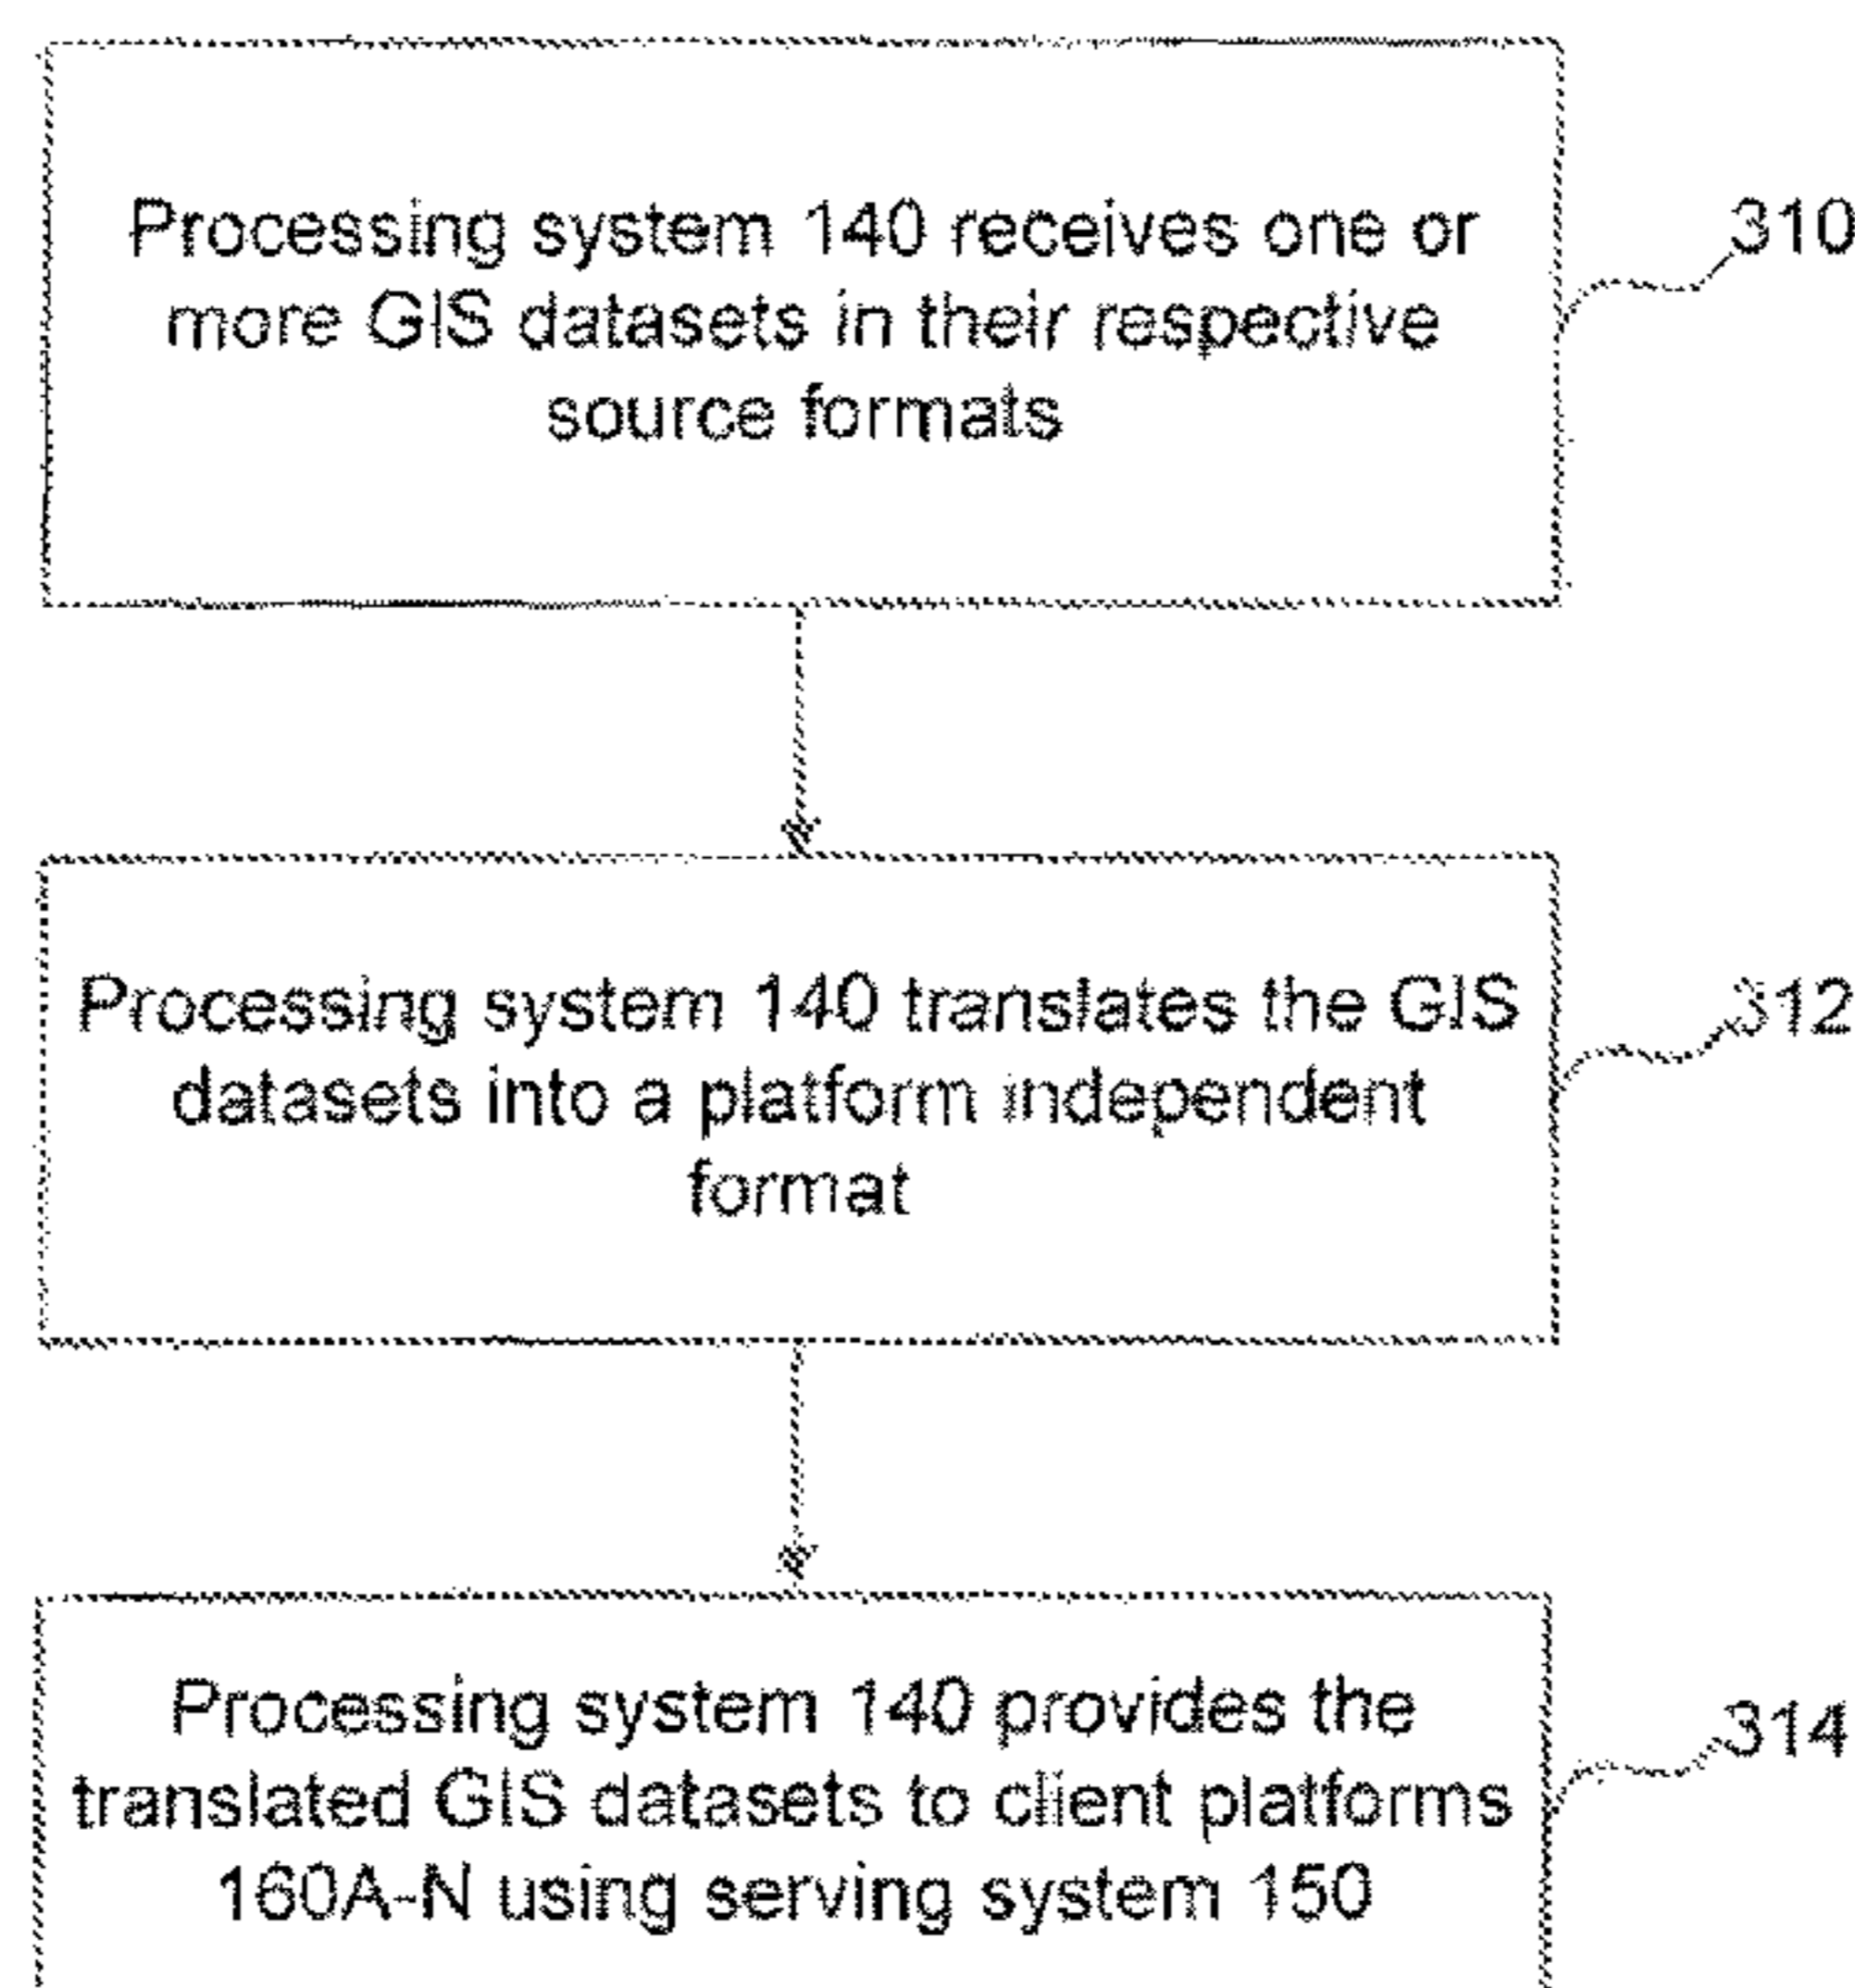 Processing system 140 receives one or
more GIS datasets in their respective
source formats
310
Processing system 140 translates the GIS
datasets into a platform independent
format
312
Processing system 140 provides the
translated GIS datasets to client platforms
160A-N using serving system 150
314